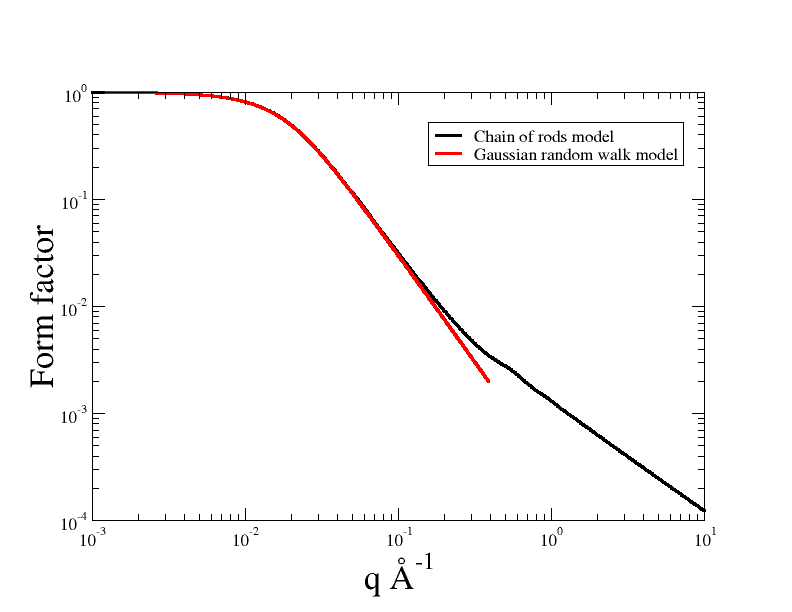 10^0
10^-1
10^-2
10^-3
10^-4
Form factor
Chain of rods model
Gaussian random walk model
10^-3 10^-2 10^-1 10^0 10^1
q Å^-1